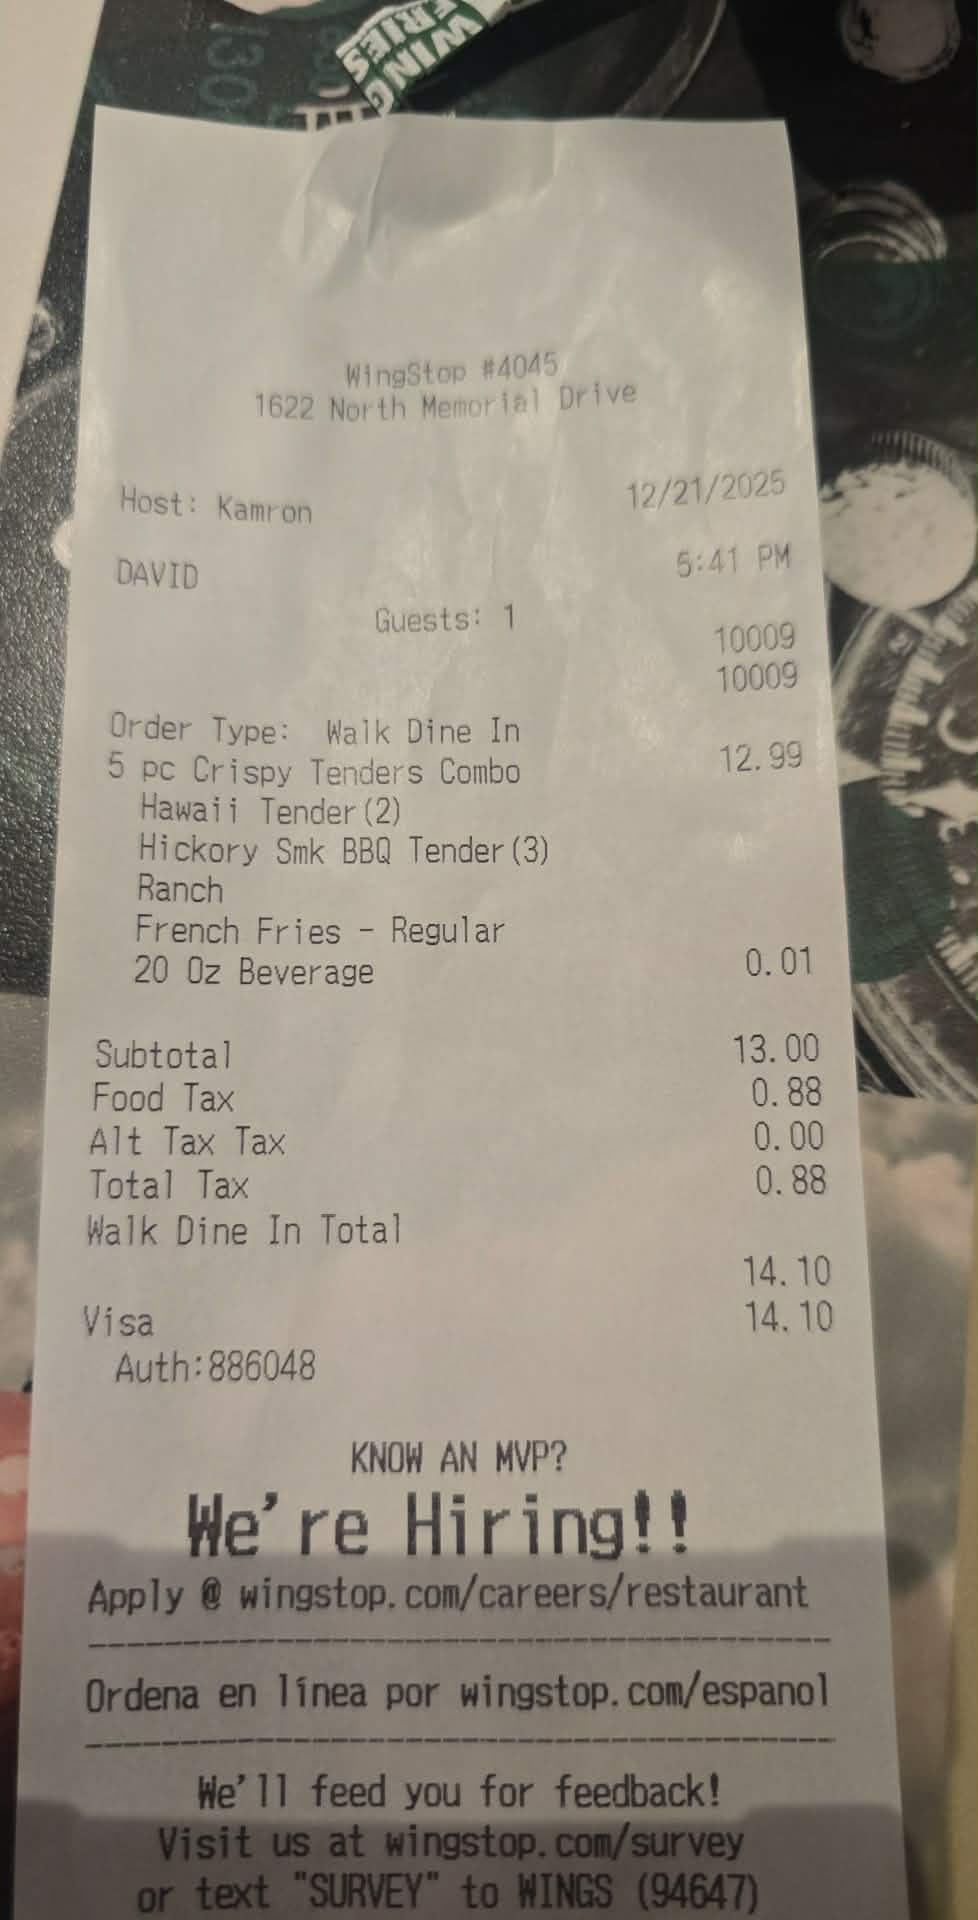 WING
FRIES
130
WingStop #4045
1622 North Memorial Drive
Host: Kamron 12/21/2025
DAVID 5:41 PM
Guests: 1
10009
10009
Order Type: Walk Dine In
5 pc Crispy Tenders Combo 12.99
Hawaii Tender(2)
Hickory Smk BBQ Tender(3)
Ranch
French Fries - Regular
20 Oz Beverage 0.01
Subtotal 13.00
Food Tax 0.88
Alt Tax Tax 0.00
Total Tax 0.88
Walk Dine In Total
14.10
Visa 14.10
Auth:886048
KNOW AN MVP?
We're Hiring!!
Apply @ wingstop.com/careers/restaurant
Ordena en línea por wingstop.com/espanol
We'll feed you for feedback!
Visit us at wingstop.com/survey
or text "SURVEY" to WINGS (94647)